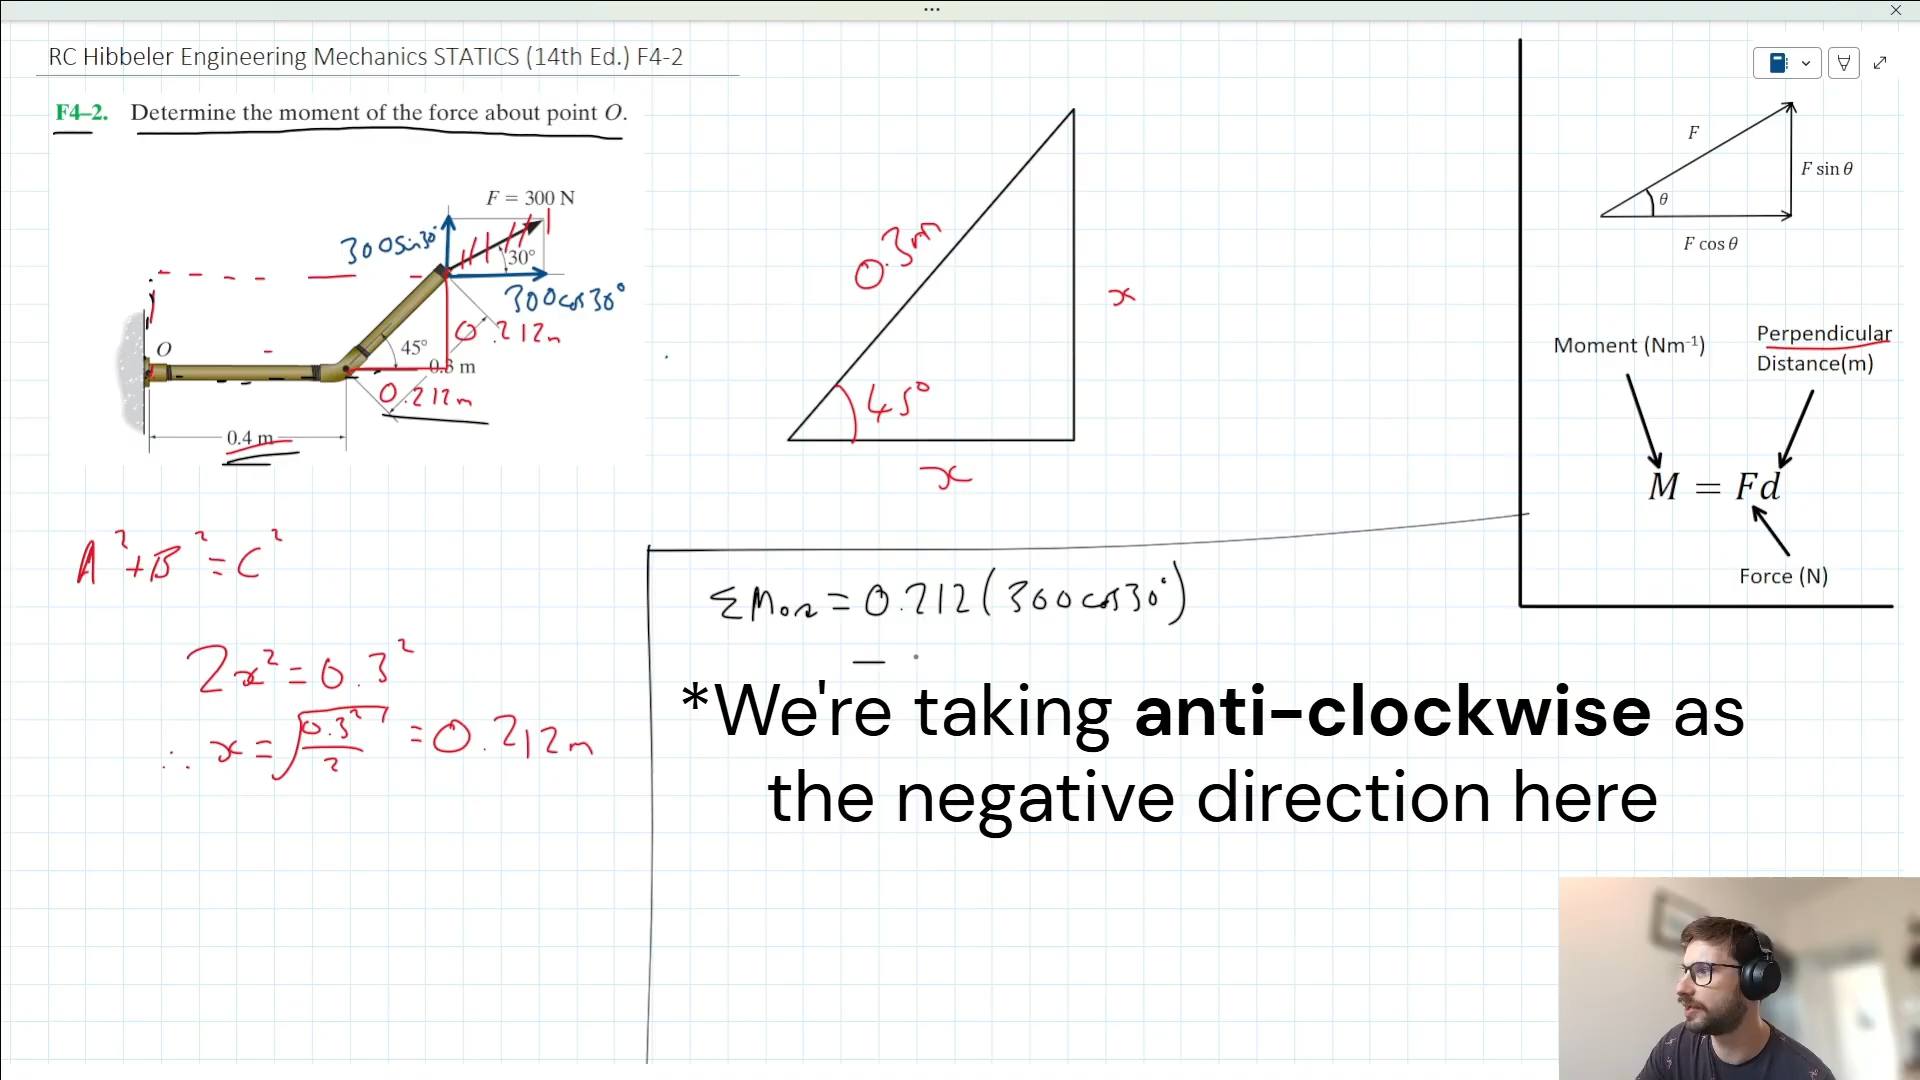 RC Hibbeler Engineering Mechanics STATICS (14th Ed.) F4-2
F4–2. Determine the moment of the force about point O.
F = 300 N
300sin30°
30°
300cos30°
0.212m
O
45°
0.3 m
0.212m
0.4 m
A² + B² = C²
2x² = 0.3²
∴ x = √0.3²/2 = 0.212m
0.3m
x
45°
x
ΣMOR = 0.212(300cos30°)
−
*We're taking anti-clockwise as
the negative direction here
F
F sin θ
θ
F cos θ
Moment (Nm-1)
Perpendicular
Distance(m)
M = Fd
Force (N)